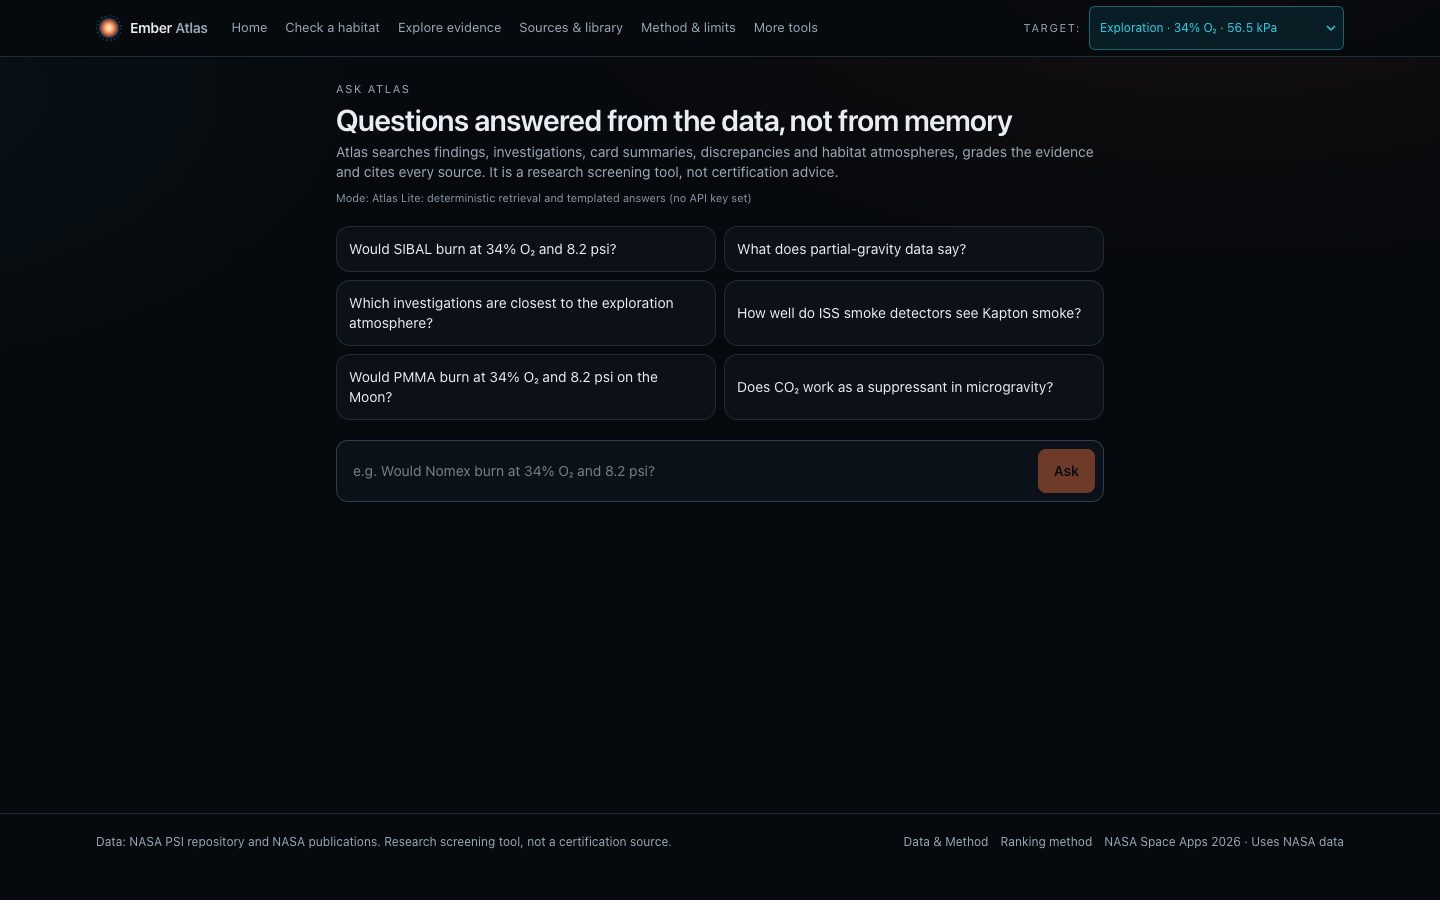 Ember Atlas Home Check a habitat Explore evidence Sources & library Method & limits More tools TARGET: Exploration · 34% O₂ · 56.5 kPa
ASK ATLAS
Questions answered from the data, not from memory
Atlas searches findings, investigations, card summaries, discrepancies and habitat atmospheres, grades the evidence
and cites every source. It is a research screening tool, not certification advice.
Mode: Atlas Lite: deterministic retrieval and templated answers (no API key set)
Would SIBAL burn at 34% O₂ and 8.2 psi?
What does partial-gravity data say?
Which investigations are closest to the exploration
atmosphere?
How well do ISS smoke detectors see Kapton smoke?
Would PMMA burn at 34% O₂ and 8.2 psi on the
Moon?
Does CO₂ work as a suppressant in microgravity?
e.g. Would Nomex burn at 34% O₂ and 8.2 psi?
Ask
Data: NASA PSI repository and NASA publications. Research screening tool, not a certification source.
Data & Method Ranking method NASA Space Apps 2026 · Uses NASA data